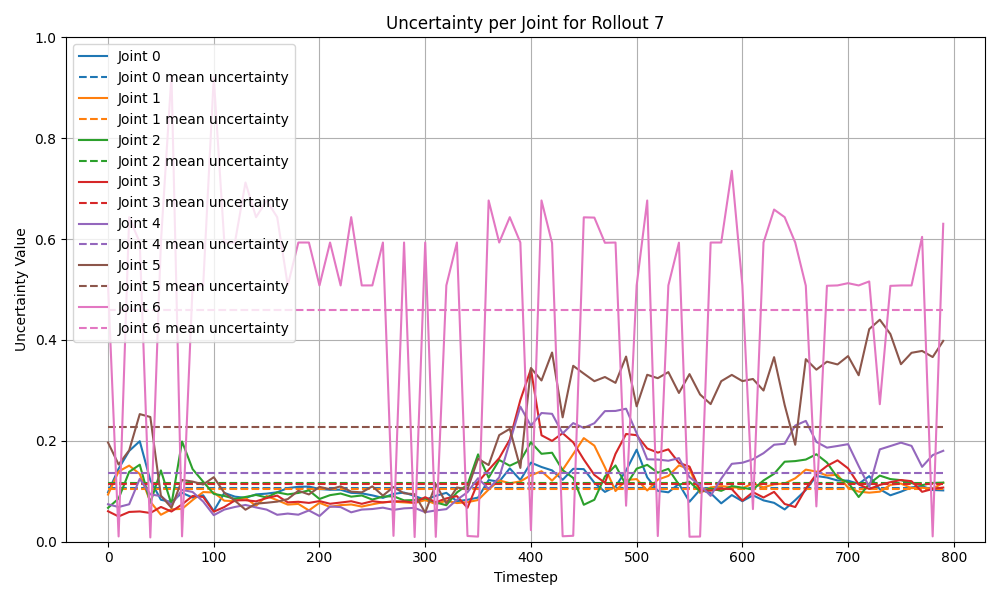 Uncertainty per Joint for Rollout 7
Uncertainty Value
1.0
0.8
0.6
0.4
0.2
0.0
Joint 0
Joint 0 mean uncertainty
Joint 1
Joint 1 mean uncertainty
Joint 2
Joint 2 mean uncertainty
Joint 3
Joint 3 mean uncertainty
Joint 4
Joint 4 mean uncertainty
Joint 5
Joint 5 mean uncertainty
Joint 6
Joint 6 mean uncertainty
0 100 200 300 400 500 600 700 800
Timestep